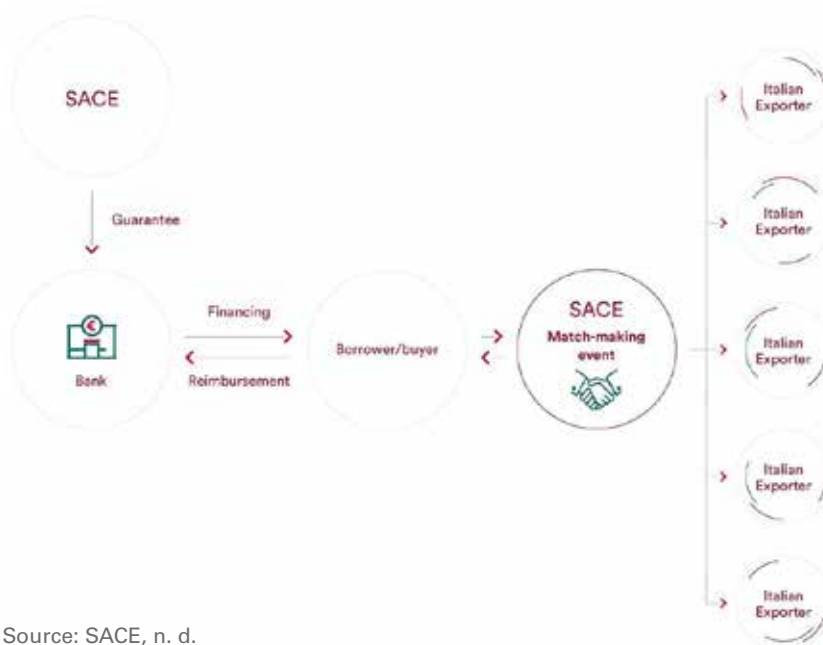 SACE
Guarantee
Bank
Financing
Reimbursement
Borrower/buyer
SACE
Match-making
event
Italian
Exporter
Italian
Exporter
Italian
Exporter
Italian
Exporter
Italian
Exporter
Source: SACE, n. d.